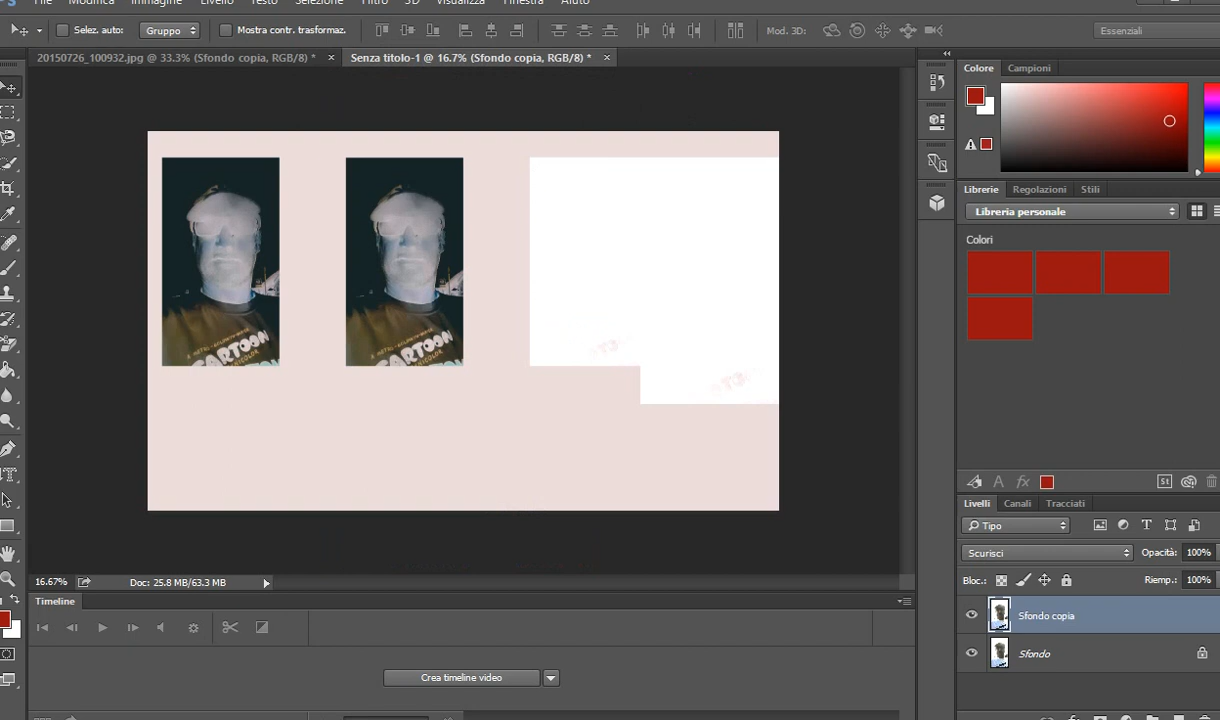 File Modifica Immagine Livello Testo Selezione Filtro 3D Visualizza Finestra Aiuto
Selez. auto: Gruppo Mostra contr. trasformaz. Mod. 3D: Essenziali
20150726_100932.jpg @ 33.3% (Sfondo copia, RGB/8) * × Senza titolo-1 @ 16.7% (Sfondo copia, RGB/8) * ×
Colore Campioni
Librerie Regolazioni Stili
Libreria personale
Colori
CARTOON
Livelli Canali Tracciati
Tipo
Scurisci Opacità: 100%
Bloc.: Riemp.: 100%
Sfondo copia
Sfondo
16.67% Doc: 25.8 MB/63.3 MB
Timeline
Crea timeline video